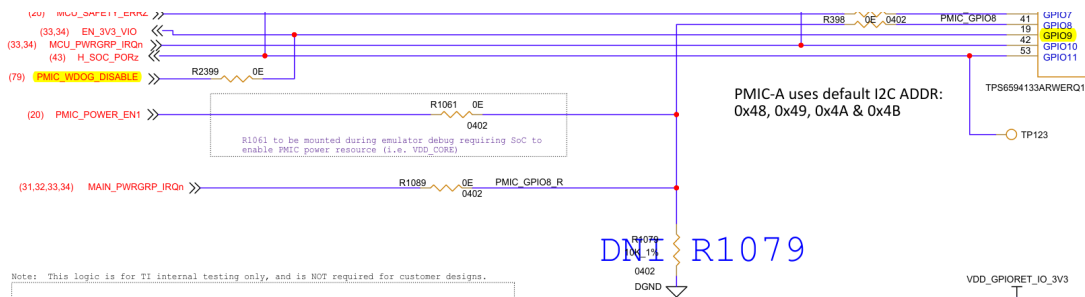 (20) MCU_SAFETY_ERRZ
GPIO7
R398 0E 0402 PMIC_GPIO8 41 GPIO8
(33,34) EN_3V3_VIO 19 GPIO9
(33,34) MCU_PWRGRP_IRQn 42 GPIO10
(43) H_SOC_PORz 53 GPIO11
R2399 0E
(79) PMIC_WDOG_DISABLE
TPS6594133ARWERQ1
PMIC-A uses default I2C ADDR:
0x48, 0x49, 0x4A & 0x4B
R1061 0E
(20) PMIC_POWER_EN1
0402
TP123
R1061 to be mounted during emulator debug requiring SoC to
enable PMIC power resource (i.e. VDD_CORE)
(31,32,33,34) MAIN_PWRGRP_IRQn R1089 0E PMIC_GPIO8_R
0402
R1079
DNI R1079
10K_1%
0402
DGND
Note: This logic is for TI internal testing only, and is NOT required for customer designs.
VDD_GPIORET_IO_3V3